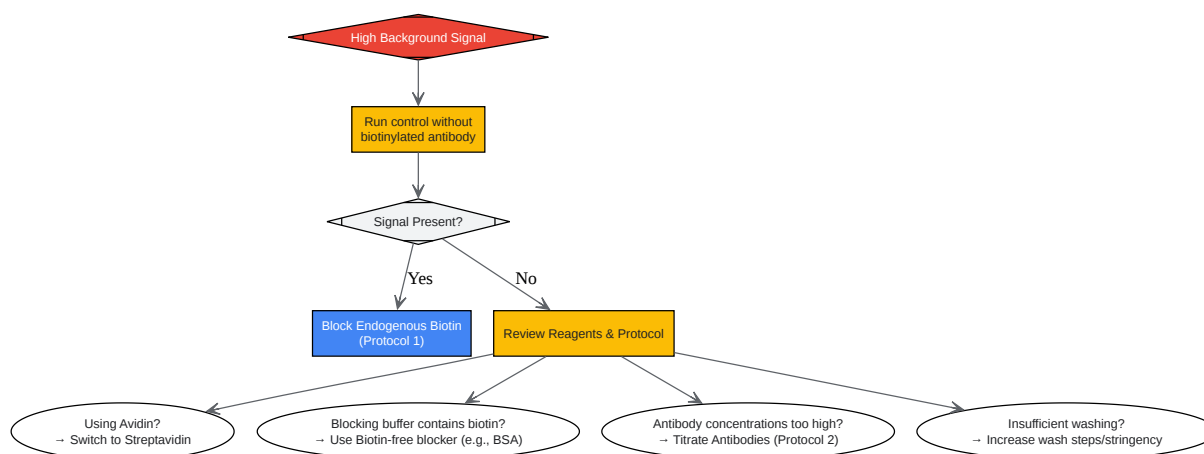 High Background Signal
Run control without
biotinylated antibody
Signal Present?
Yes
No
Block Endogenous Biotin
(Protocol 1)
Review Reagents & Protocol
Using Avidin?
→ Switch to Streptavidin
Blocking buffer contains biotin?
→ Use Biotin-free blocker (e.g., BSA)
Antibody concentrations too high?
→ Titrate Antibodies (Protocol 2)
Insufficient washing?
→ Increase wash steps/stringency